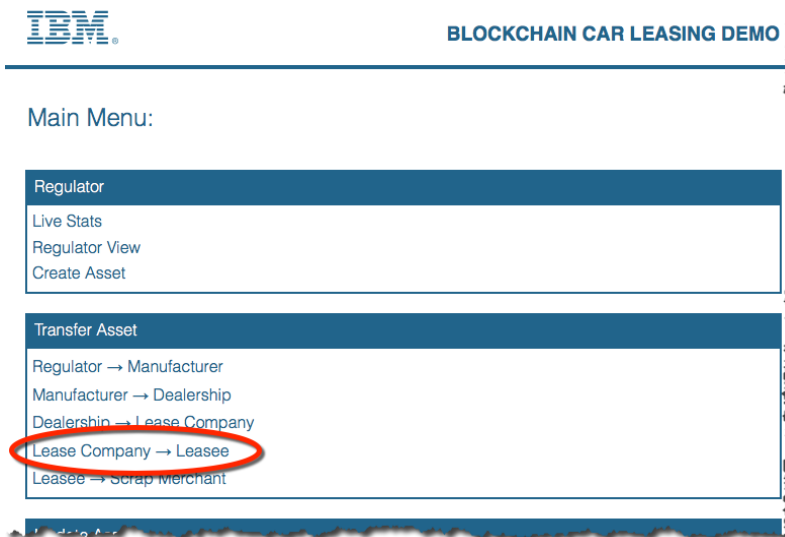 IBM
BLOCKCHAIN CAR LEASING DEMO
Main Menu:
Regulator
Live Stats
Regulator View
Create Asset
Transfer Asset
Regulator → Manufacturer
Manufacturer → Dealership
Dealership → Lease Company
Lease Company → Leasee
Leasee → Scrap Merchant